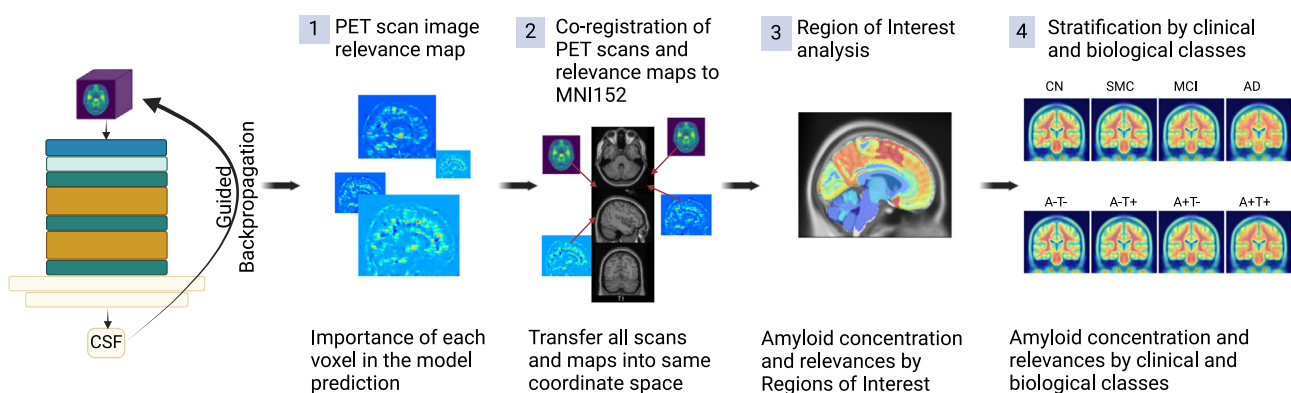 1
PET scan image
relevance map
2
Co-registration of
PET scans and
relevance maps to
MNI152
3
Region of Interest
analysis
4
Stratification by clinical
and biological classes
Guided
Backpropagation
CSF
T1
CN SMC MCI AD
A-T- A-T+ A+T- A+T+
Importance of each
voxel in the model
prediction
Transfer all scans
and maps into same
coordinate space
Amyloid concentration
and relevances by
Regions of Interest
Amyloid concentration and
relevances by clinical and
biological classes